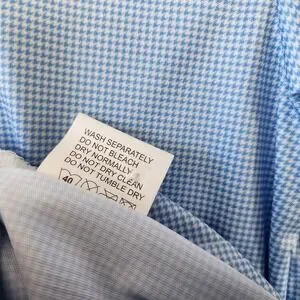 WASH SEPARATELY
DO NOT BLEACH
DRY NORMALLY
DO NOT DRY CLEAN
DO NOT TUMBLE DRY
40